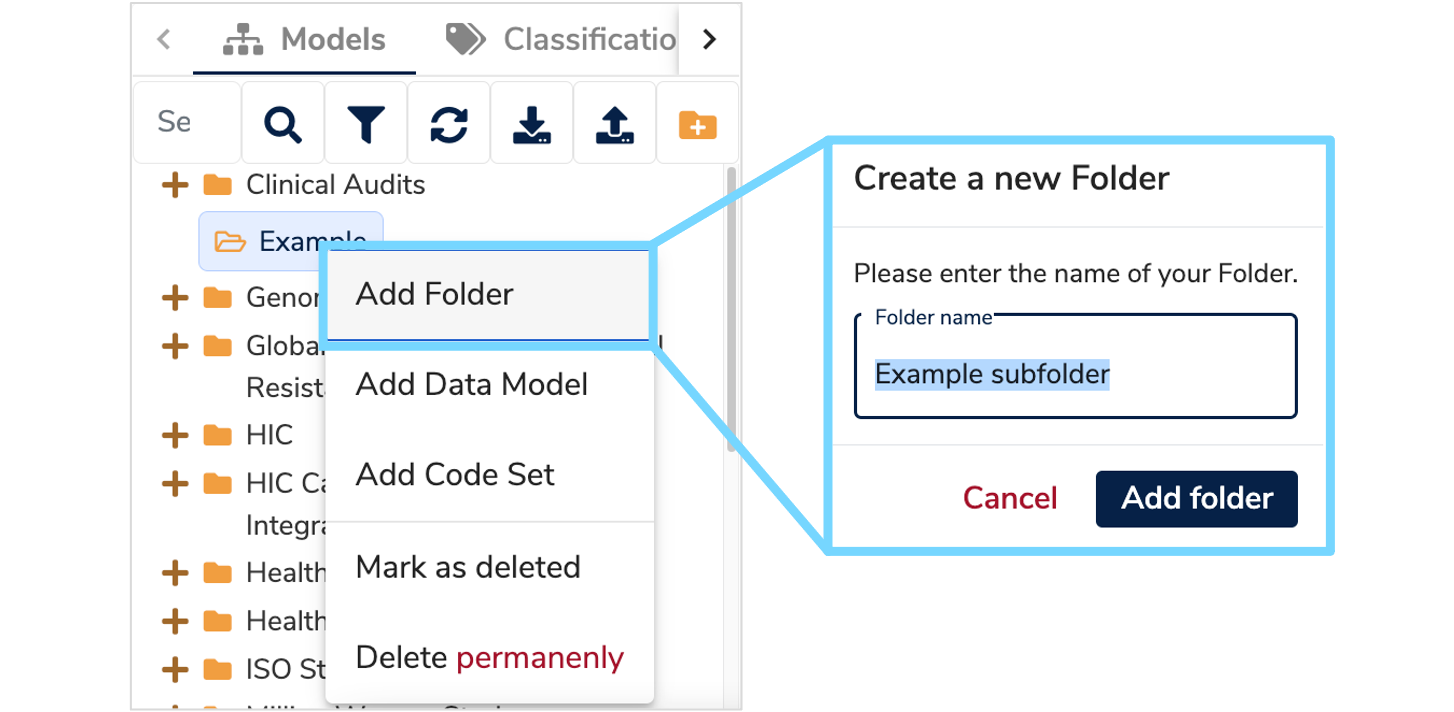 Models
Classificatio
Se
Clinical Audits
Example
Add Folder
Add Data Model
Add Code Set
Mark as deleted
Delete permanenly
Genor
Global
Resist
HIC
HIC Ca
Integra
Health
Health
ISO St
Create a new Folder
Please enter the name of your Folder.
Folder name
Example subfolder
Cancel
Add folder